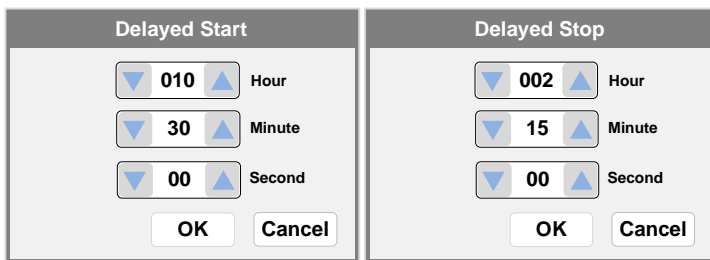 Delayed Start
010 Hour
30 Minute
00 Second
OK Cancel
Delayed Stop
002 Hour
15 Minute
00 Second
OK Cancel